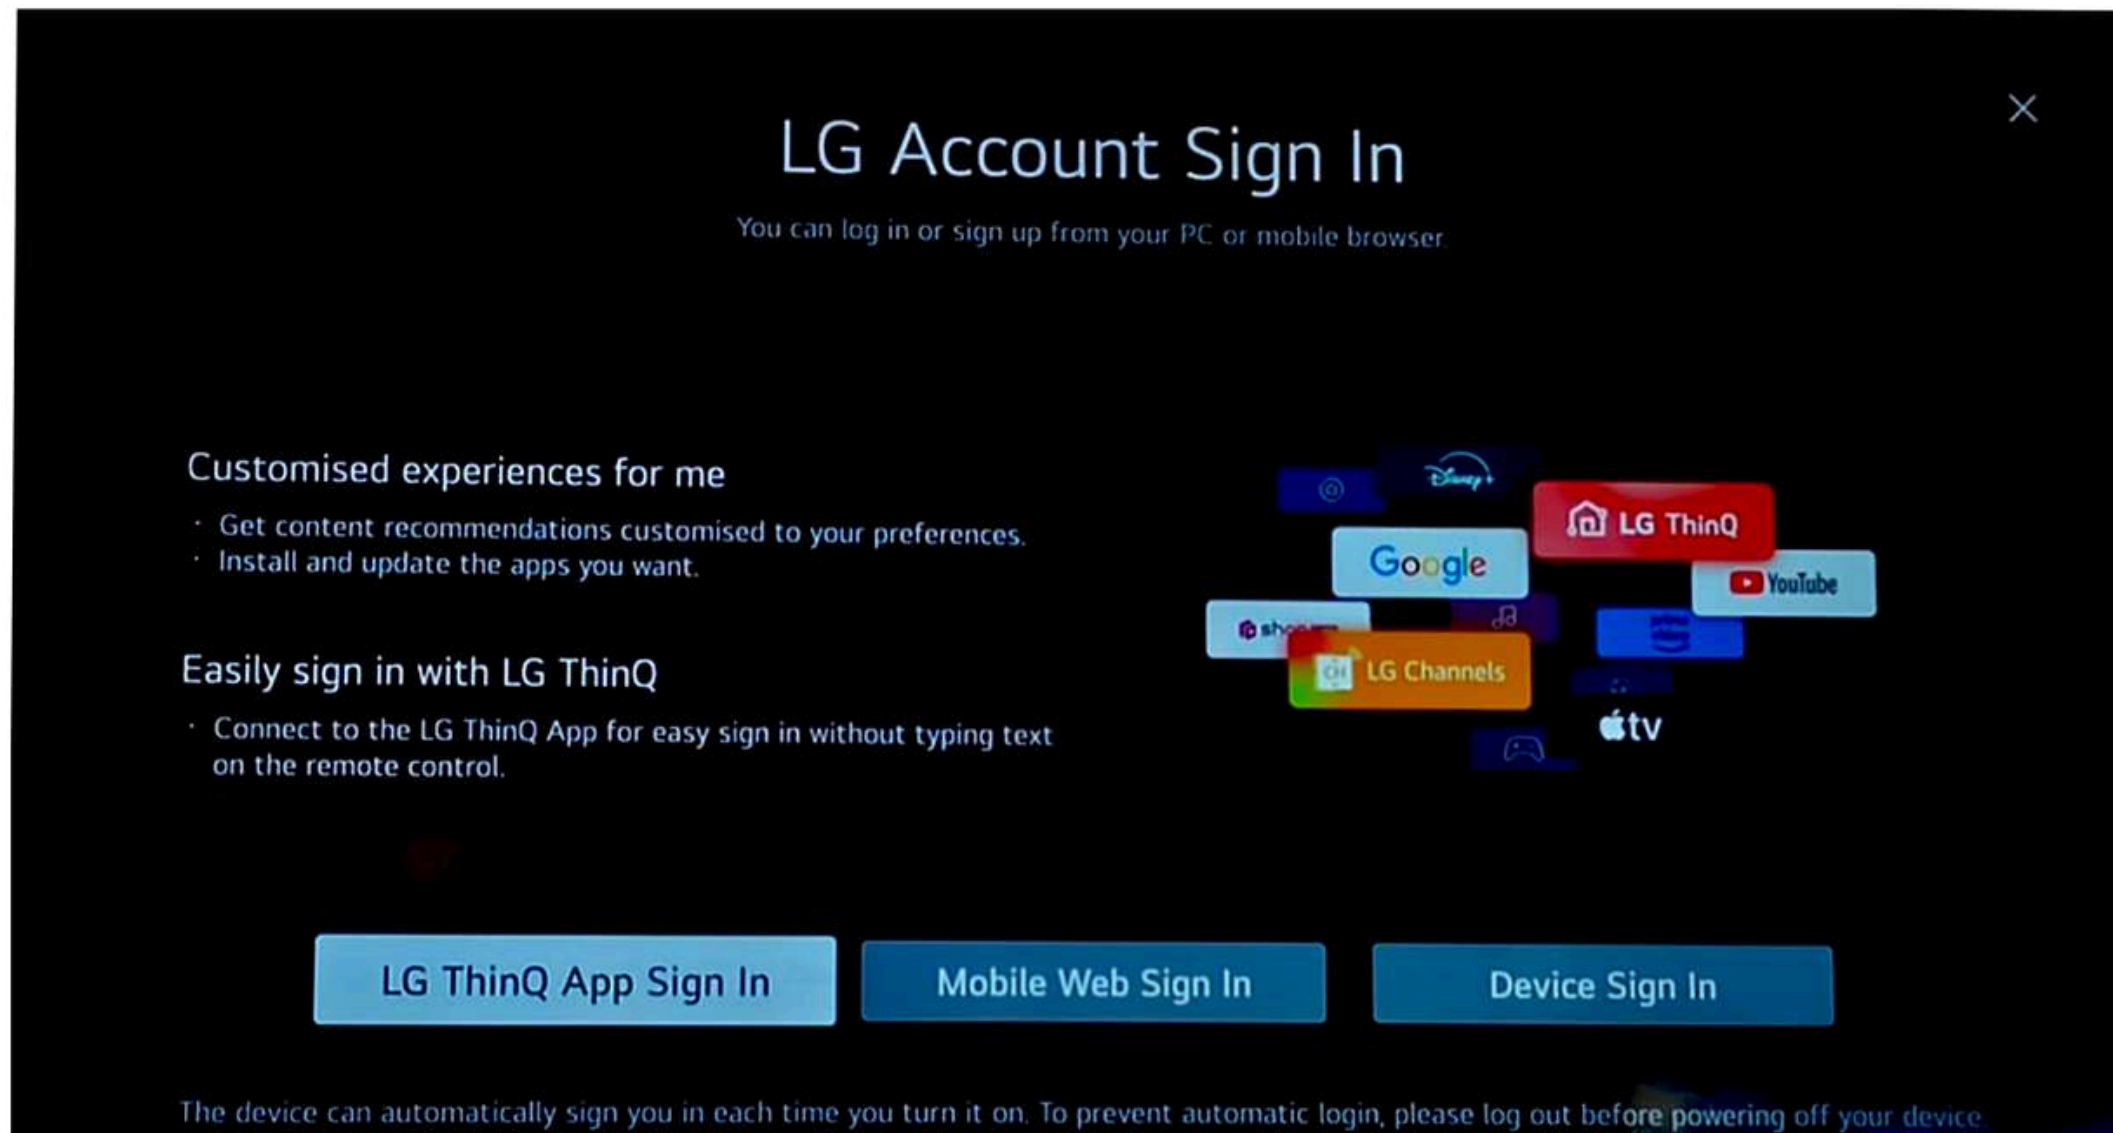 LG Account Sign In
You can log in or sign up from your PC or mobile browser.
Customised experiences for me
· Get content recommendations customised to your preferences.
· Install and update the apps you want.
Easily sign in with LG ThinQ
· Connect to the LG ThinQ App for easy sign in without typing text
on the remote control.
Disney+
LG ThinQ
Google
YouTube
LG Channels
CH
tv
LG ThinQ App Sign In
Mobile Web Sign In
Device Sign In
The device can automatically sign you in each time you turn it on. To prevent automatic login, please log out before powering off your device